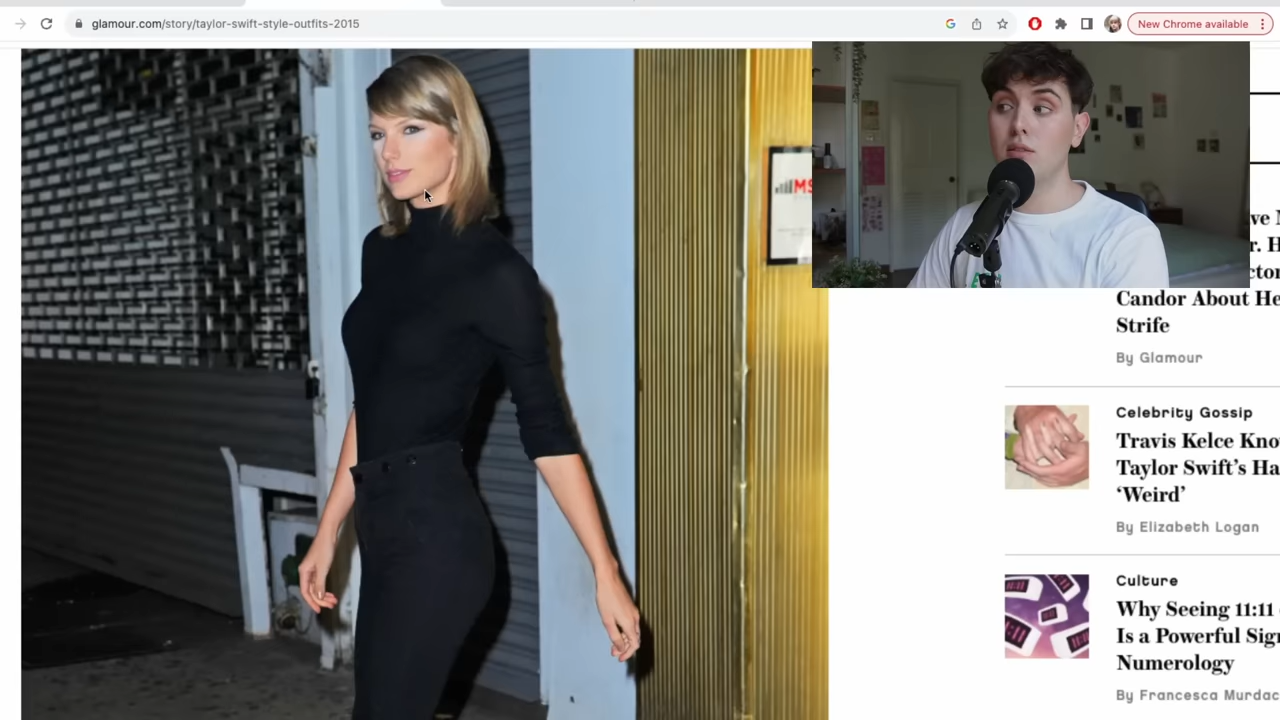 glamour.com/story/taylor-swift-style-outfits-2015
New Chrome available
Candor About He
Strife
By Glamour
Celebrity Gossip
Travis Kelce Kno
Taylor Swift's Ha
'Weird'
By Elizabeth Logan
Culture
Why Seeing 11:11
Is a Powerful Sig
Numerology
By Francesca Murdac